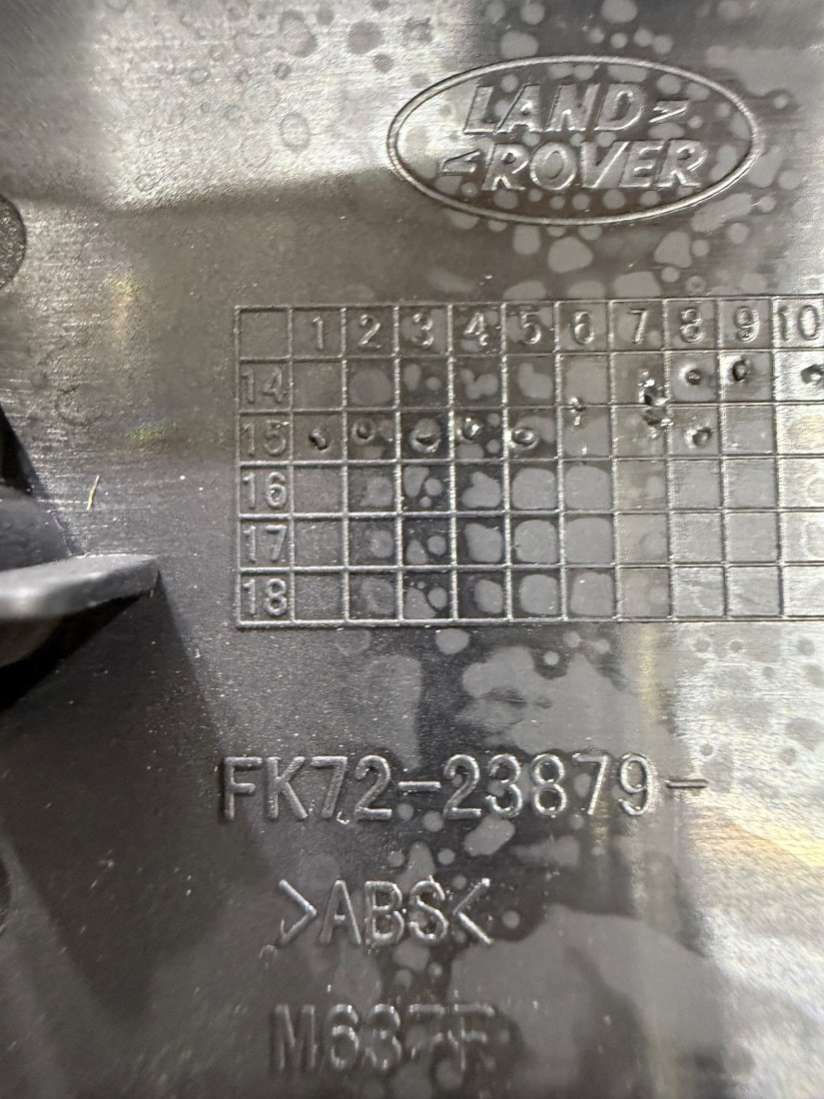 LAND
ROVER
1 2 3 4 5 6 7 8 9 10
14
15
16
17
18
FK72-23879-
>ABS<
M637F